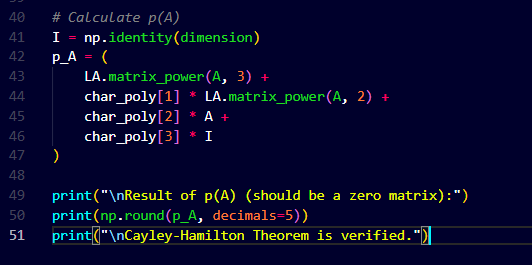 40 # Calculate p(A)
41 I = np.identity(dimension)
42 p_A = (
43     LA.matrix_power(A, 3) +
44     char_poly[1] * LA.matrix_power(A, 2) +
45     char_poly[2] * A +
46     char_poly[3] * I
47 )
48
49 print("\nResult of p(A) (should be a zero matrix):")
50 print(np.round(p_A, decimals=5))
51 print("\nCayley-Hamilton Theorem is verified.")